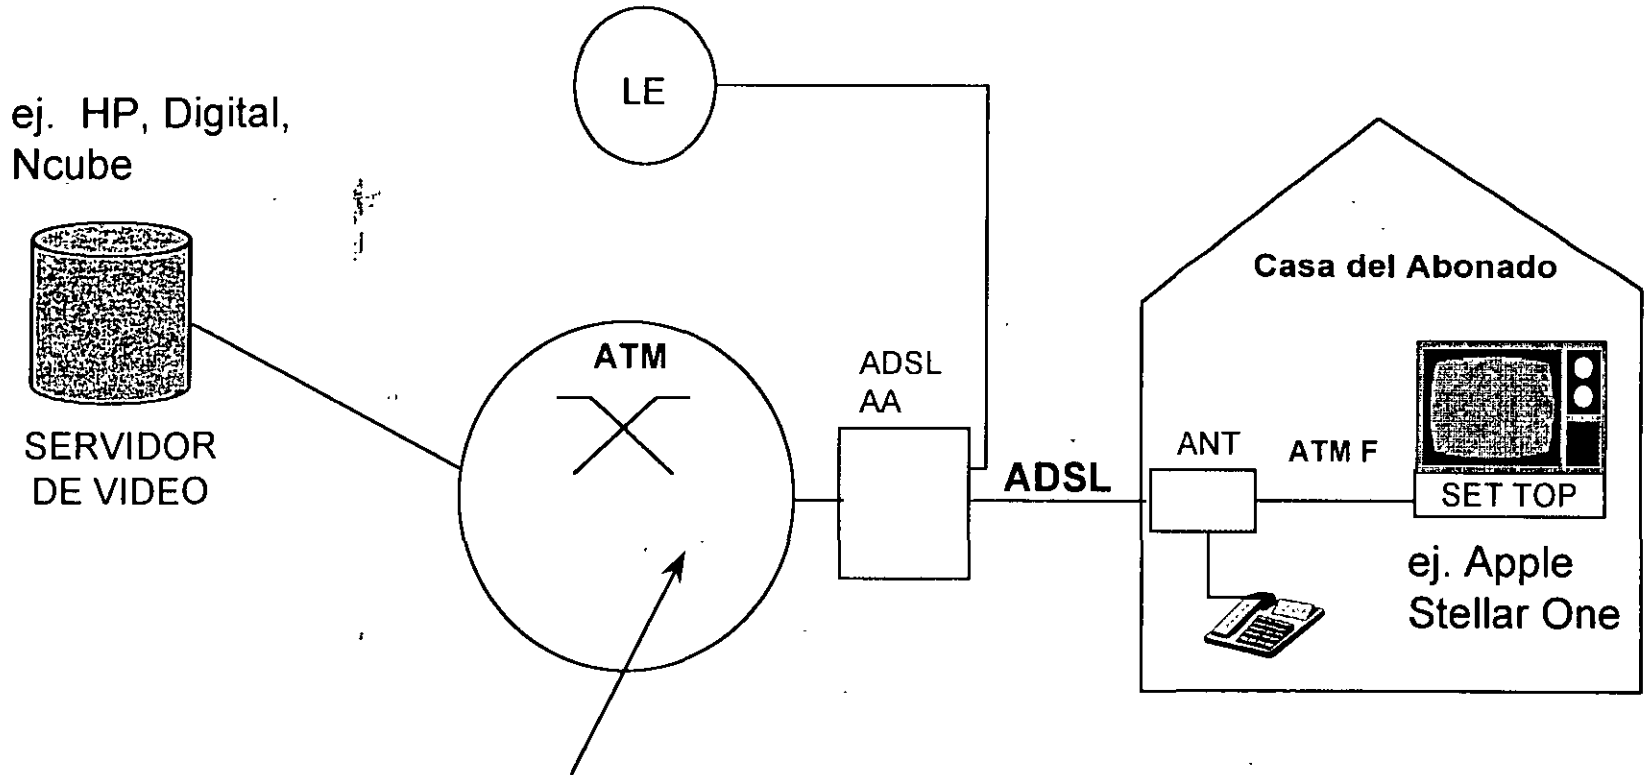 LE
ej. HP, Digital,
Ncube
SERVIDOR
DE VIDEO
ATM
ADSL
AA
ADSL
Casa del Abonado
ANT
ATM F
SET TOP
ej. Apple
Stellar One